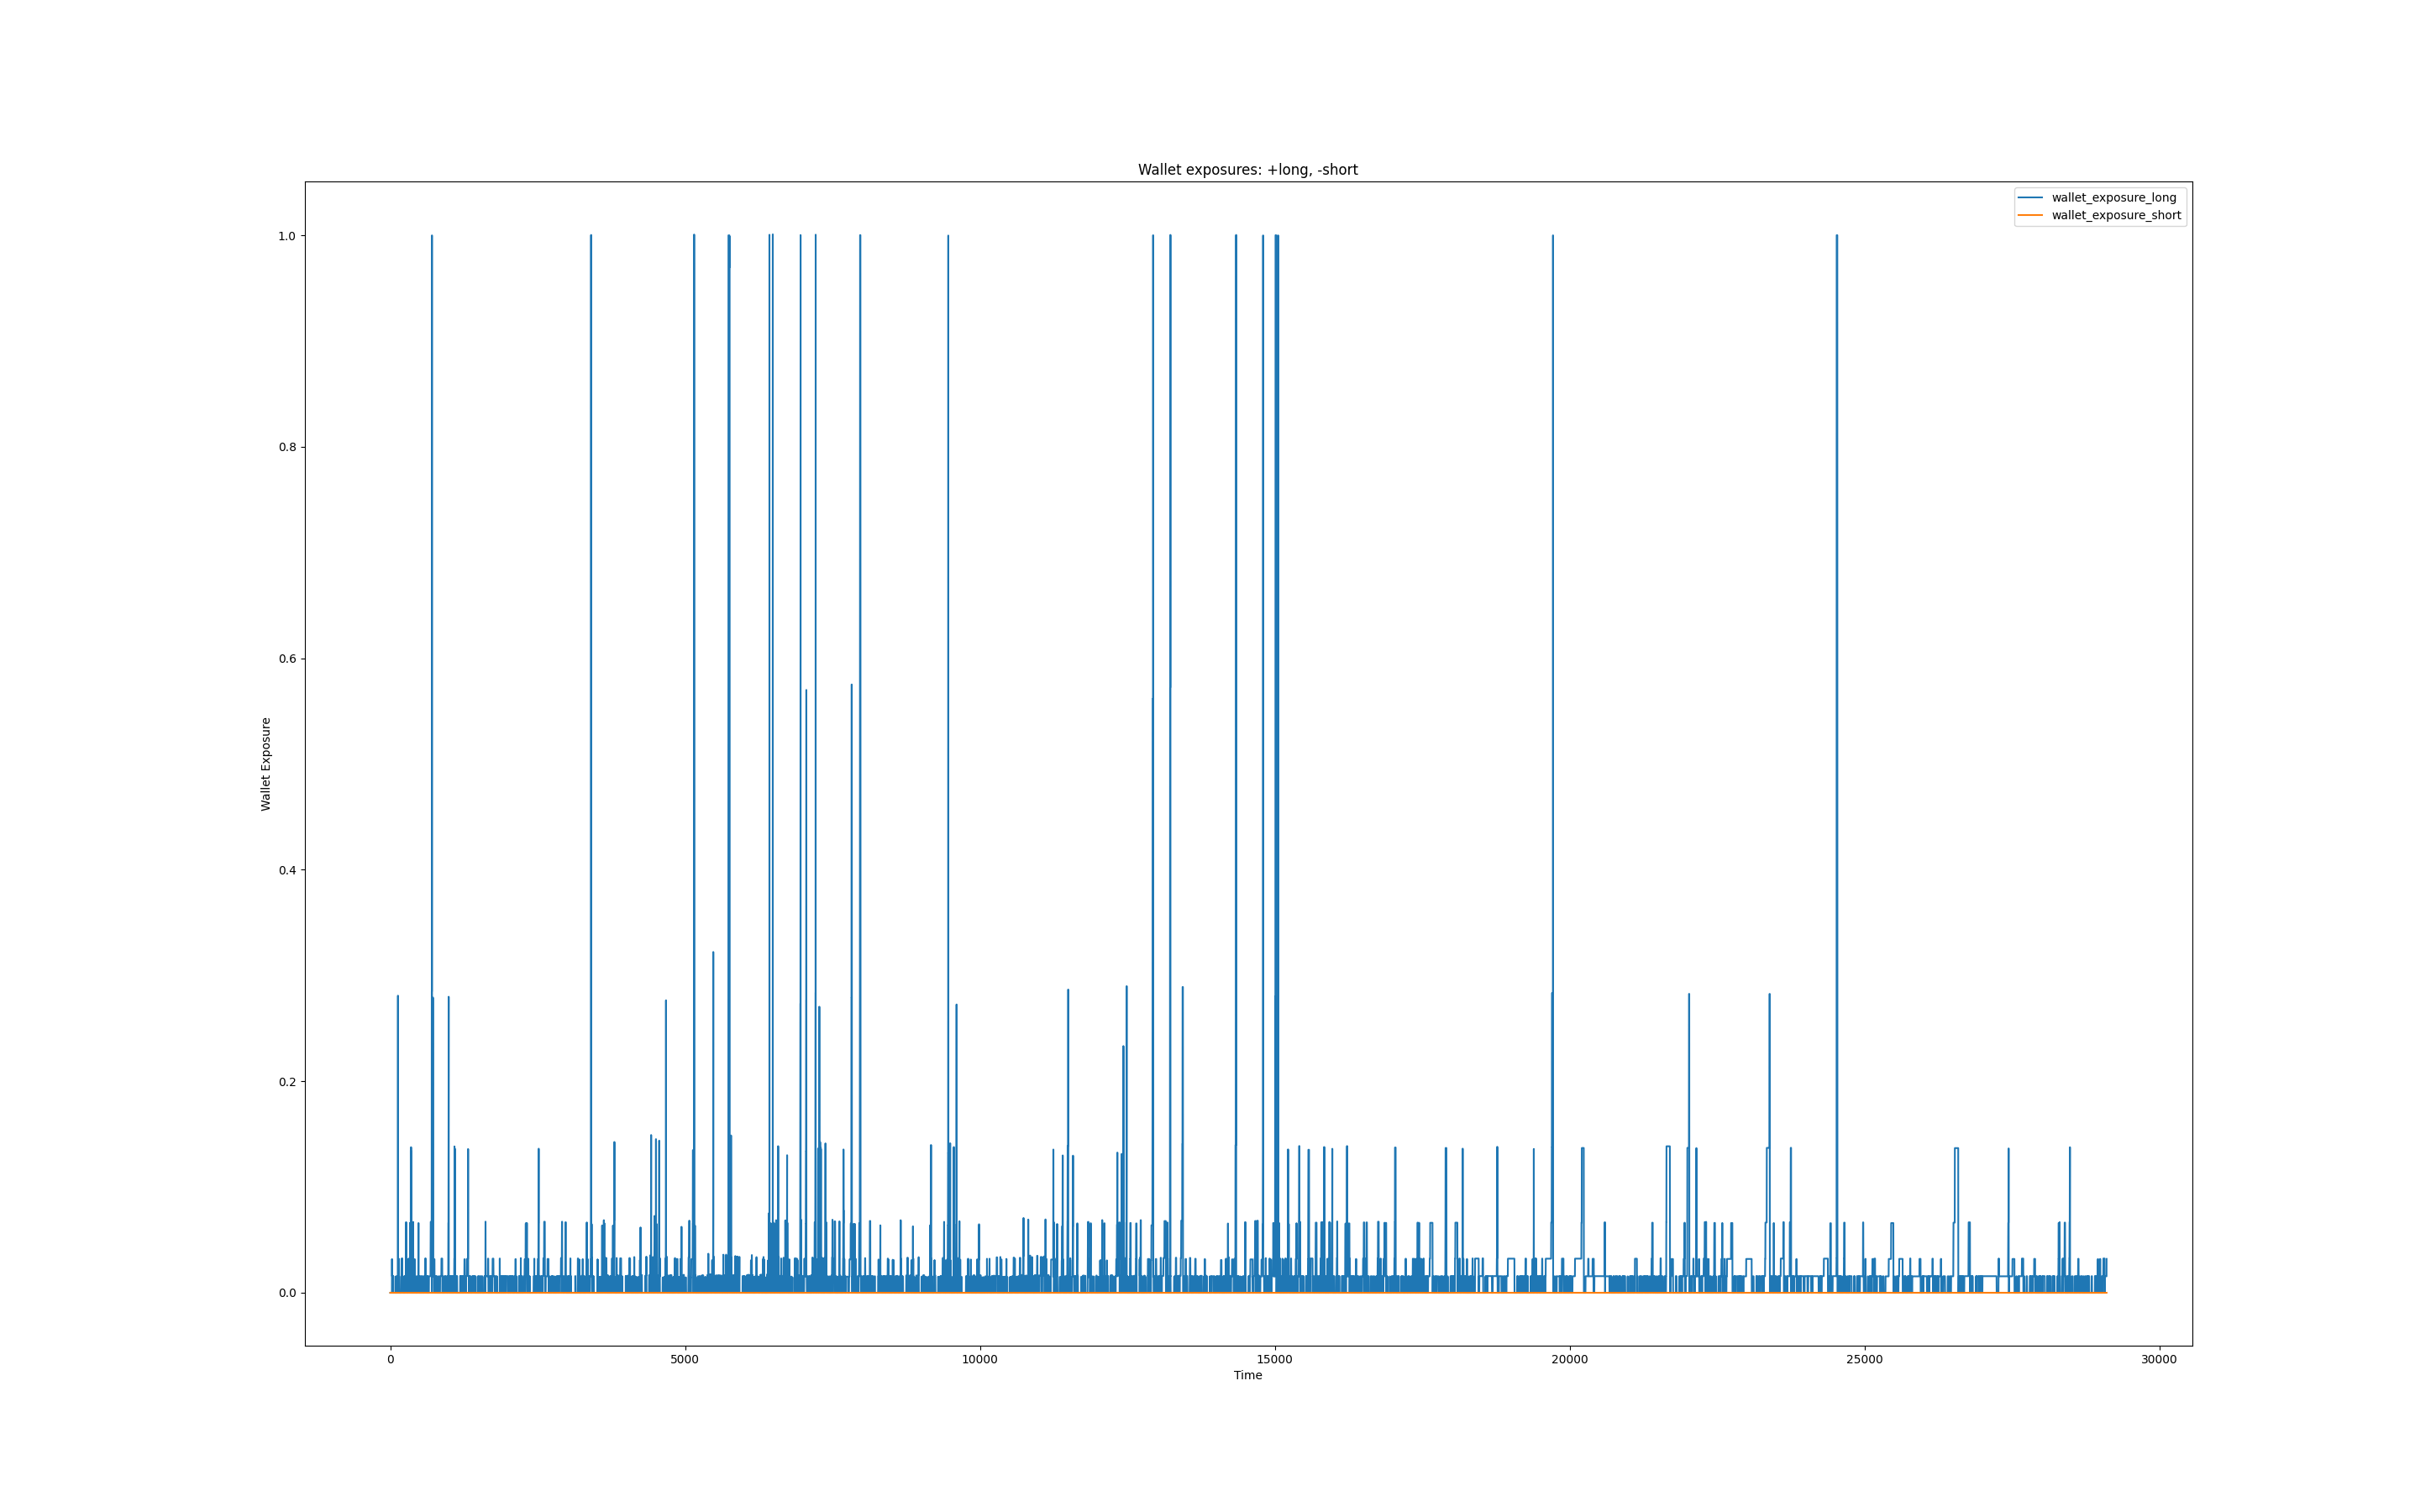 Wallet exposures: +long, -short
wallet_exposure_long
wallet_exposure_short
1.0
0.8
0.6
0.4
0.2
0.0
Wallet Exposure
0 5000 10000 15000 20000 25000 30000
Time